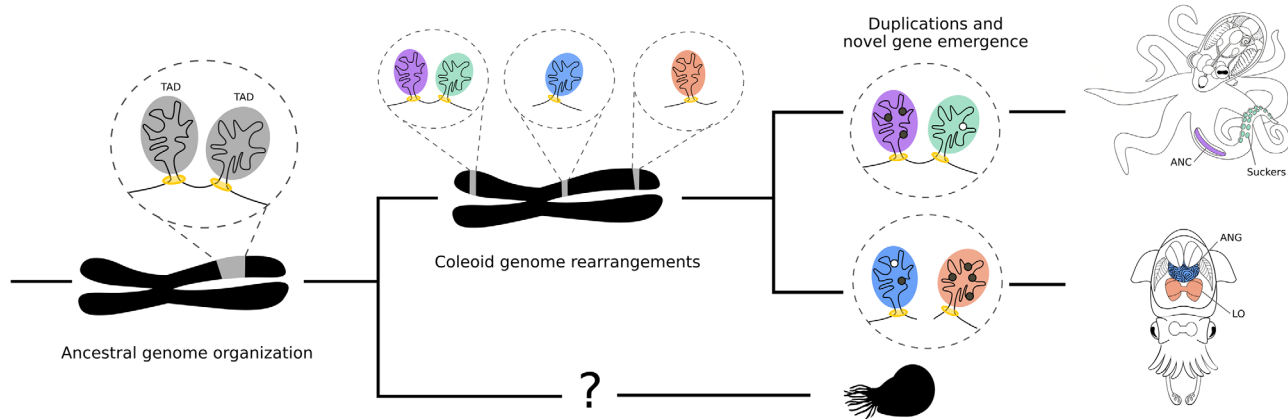 Duplications and
novel gene emergence
TAD
TAD
ANC
Suckers
Coleoid genome rearrangements
ANG
LO
Ancestral genome organization
?